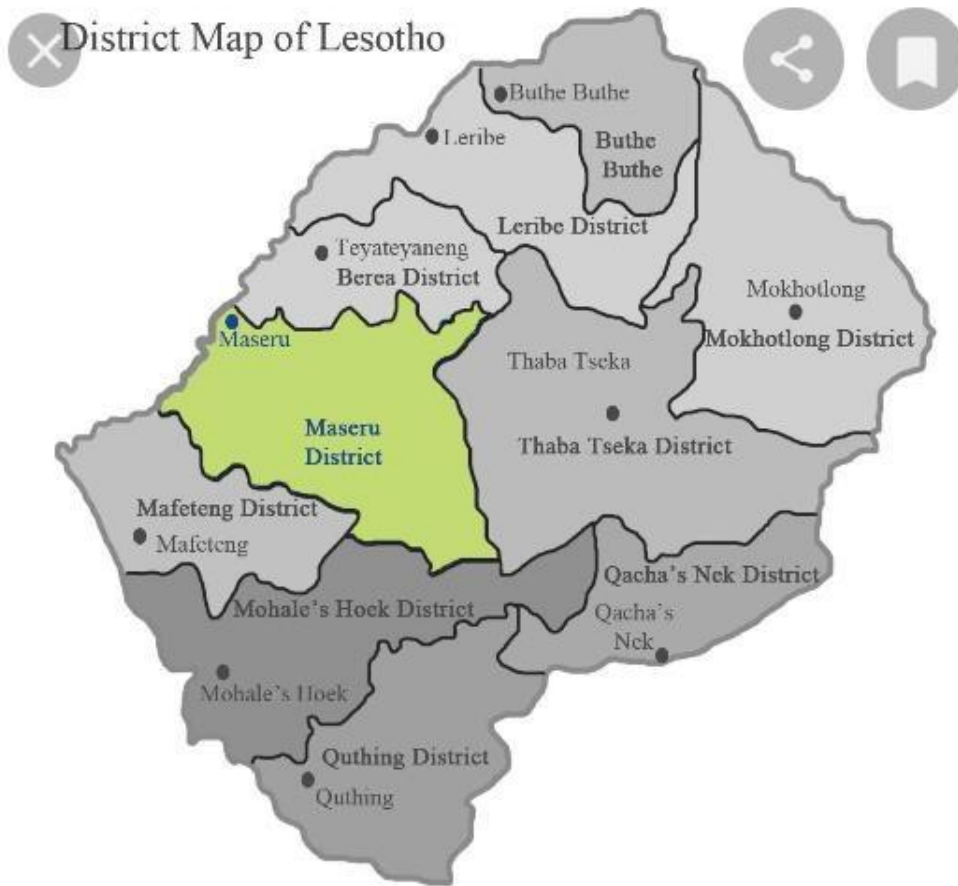 District Map of Lesotho
Buthe Buthe
Leribe
Buthe
Buthe
Leribe District
Teyateyaneng
Berea District
Mokhotlong
Mokhotlong District
Maseru
Thaba Tseka
Maseru
District
Thaba Tseka District
Mafeteng District
Mafeteng
Qacha's Nek District
Mohale's Hoek District
Qacha's
Nek
Mohale's Hoek
Quthing District
Quthing